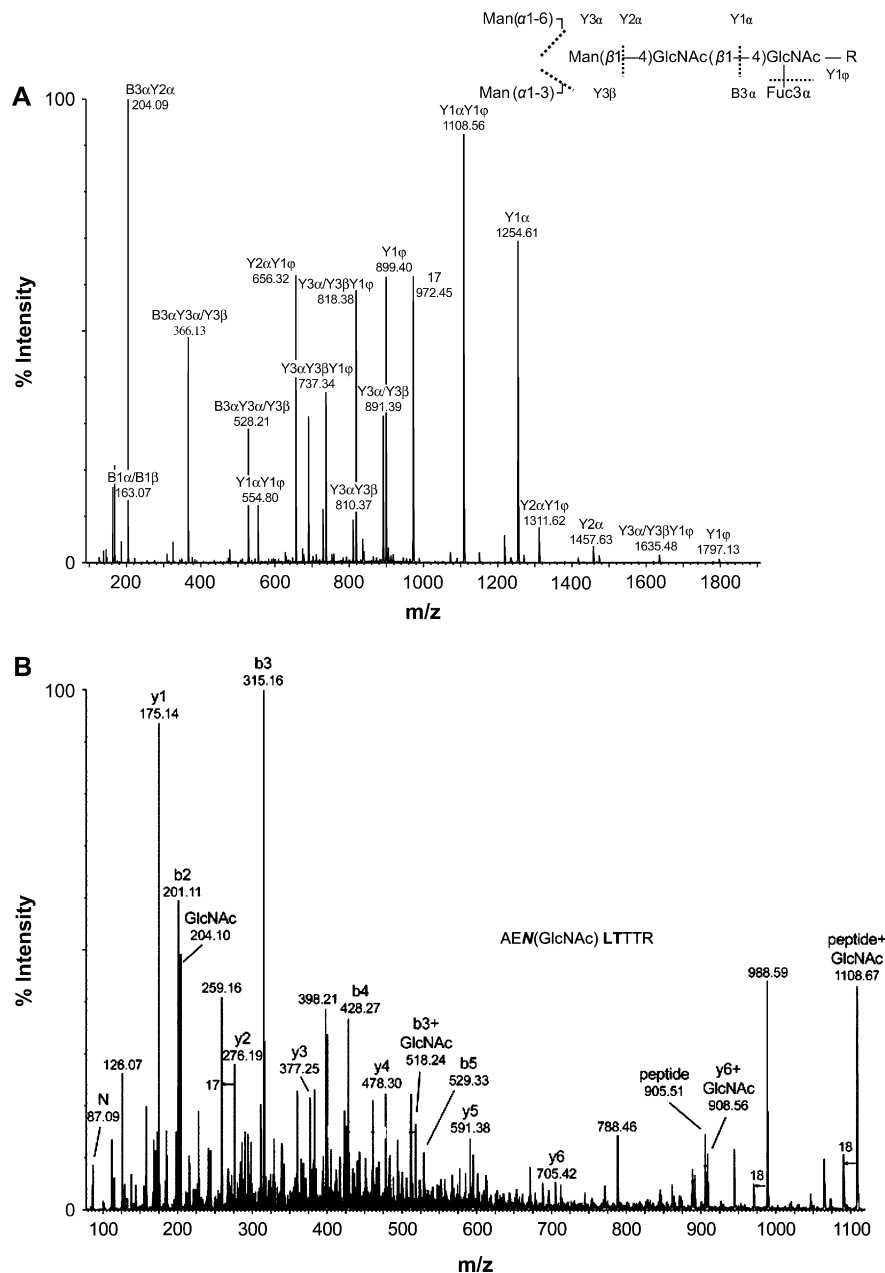 Man(α1-6) Y3α Y2α Y1α
Man(β1 4)GlcNAc(β1 4)GlcNAc R
Man(α1-3) Y3β B3α Fuc3α Y1φ
A
% Intensity
100
0
B3αY2α
204.09
B3αY3α/Y3β
366.13
B1α/B1β
163.07
B3αY3α/Y3β
528.21
Y1αY1φ
554.80
Y2αY1φ
656.32
Y3αY3βY1φ
737.34
Y3α/Y3βY1φ
818.38
Y3αY3β
810.37
Y3α/Y3β
891.39
Y1φ
899.40
17
972.45
Y1αY1φ
1108.56
Y1α
1254.61
Y2αY1φ
1311.62
Y2α
1457.63
Y3α/Y3βY1φ
1635.48
Y1φ
1797.13
200 400 600 800 1000 1200 1400 1600 1800
m/z
B
% Intensity
100
0
AEN(GlcNAc) LTTTR
N
87.09
126.07
y1
175.14
b2
201.11
GlcNAc
204.10
259.16
17
y2
276.19
b3
315.16
y3
377.25
398.21
b4
428.27
y4
478.30
b3+
GlcNAc
518.24
b5
529.33
y5
591.38
y6
705.42
788.46
peptide
905.51
y6+
GlcNAc
908.56
18
988.59
18
peptide+
GlcNAc
1108.67
100 200 300 400 500 600 700 800 900 1000 1100
m/z